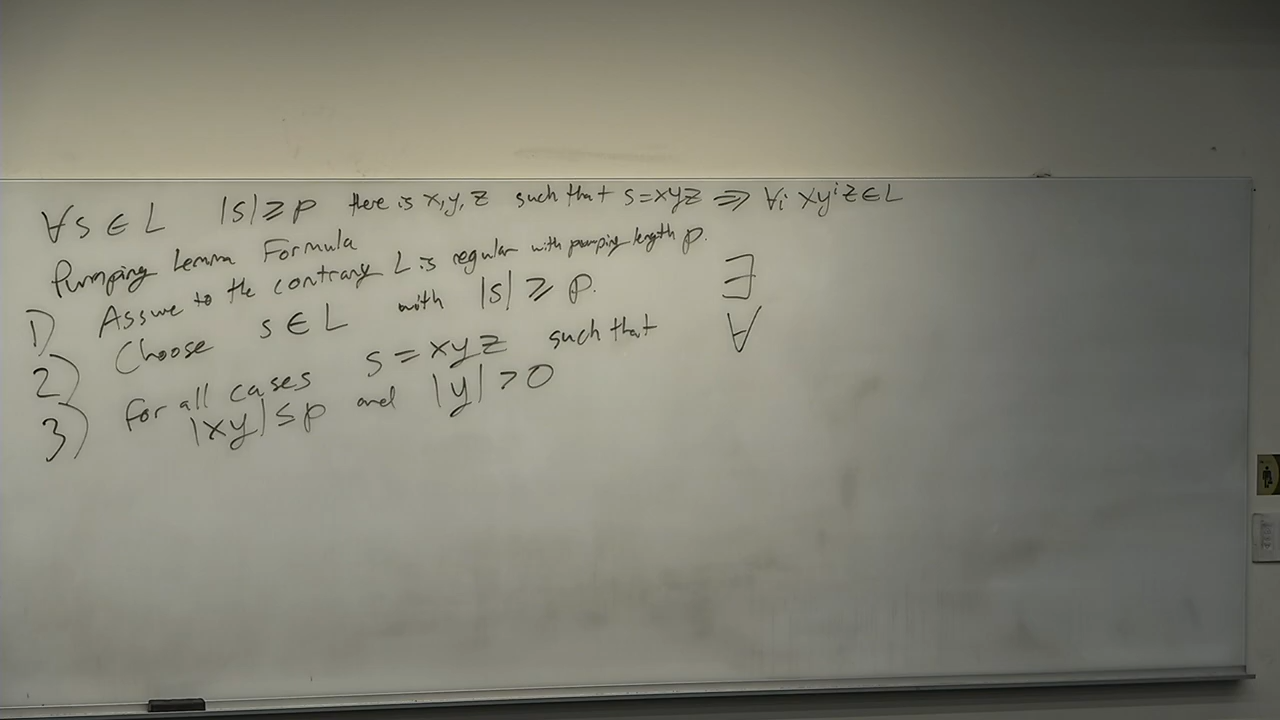 ∀s ∈ L |s| ≥ p there is x, y, z such that s = xyz ⇒ ∀i xyⁱz ∈ L
Pumping Lemma Formula
1) Assume to the contrary L is regular with pumping length p.
2) Choose s ∈ L with |s| ≥ p.
3) For all cases s = xyz such that
|xy| ≤ p and |y| > 0
∃
∀